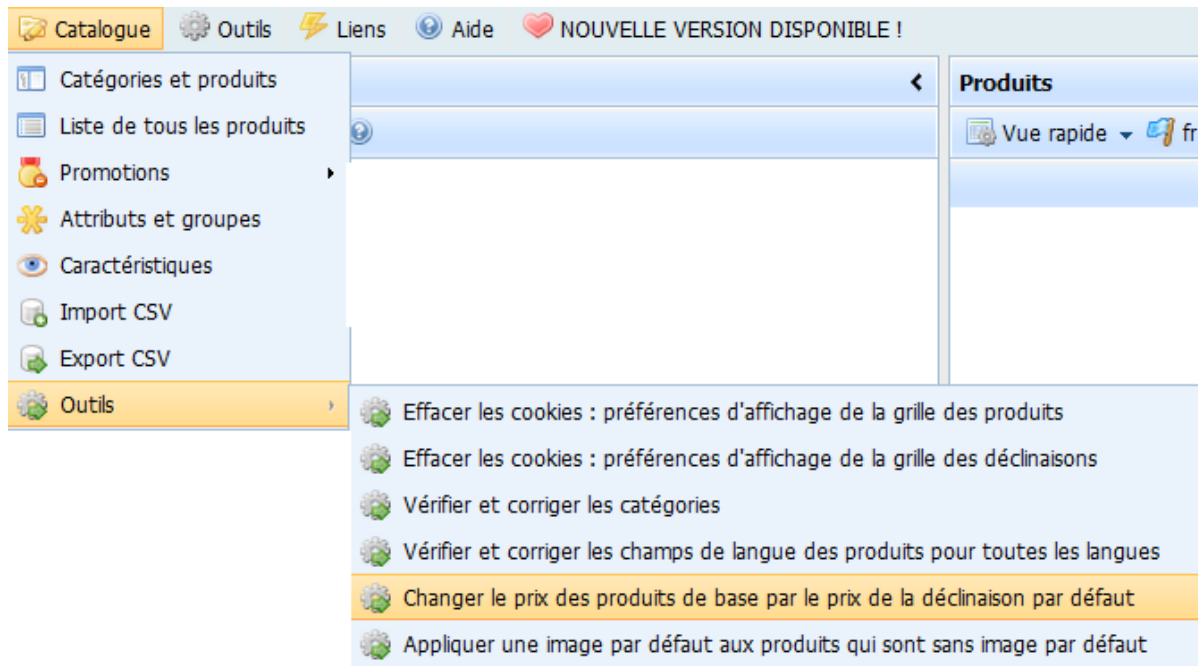 Catalogue Outils Liens Aide NOUVELLE VERSION DISPONIBLE !
Catégories et produits
Produits
Liste de tous les produits
Vue rapide fr
Promotions
Attributs et groupes
Caractéristiques
Import CSV
Export CSV
Outils
Effacer les cookies : préférences d'affichage de la grille des produits
Effacer les cookies : préférences d'affichage de la grille des déclinaisons
Vérifier et corriger les catégories
Vérifier et corriger les champs de langue des produits pour toutes les langues
Changer le prix des produits de base par le prix de la déclinaison par défaut
Appliquer une image par défaut aux produits qui sont sans image par défaut